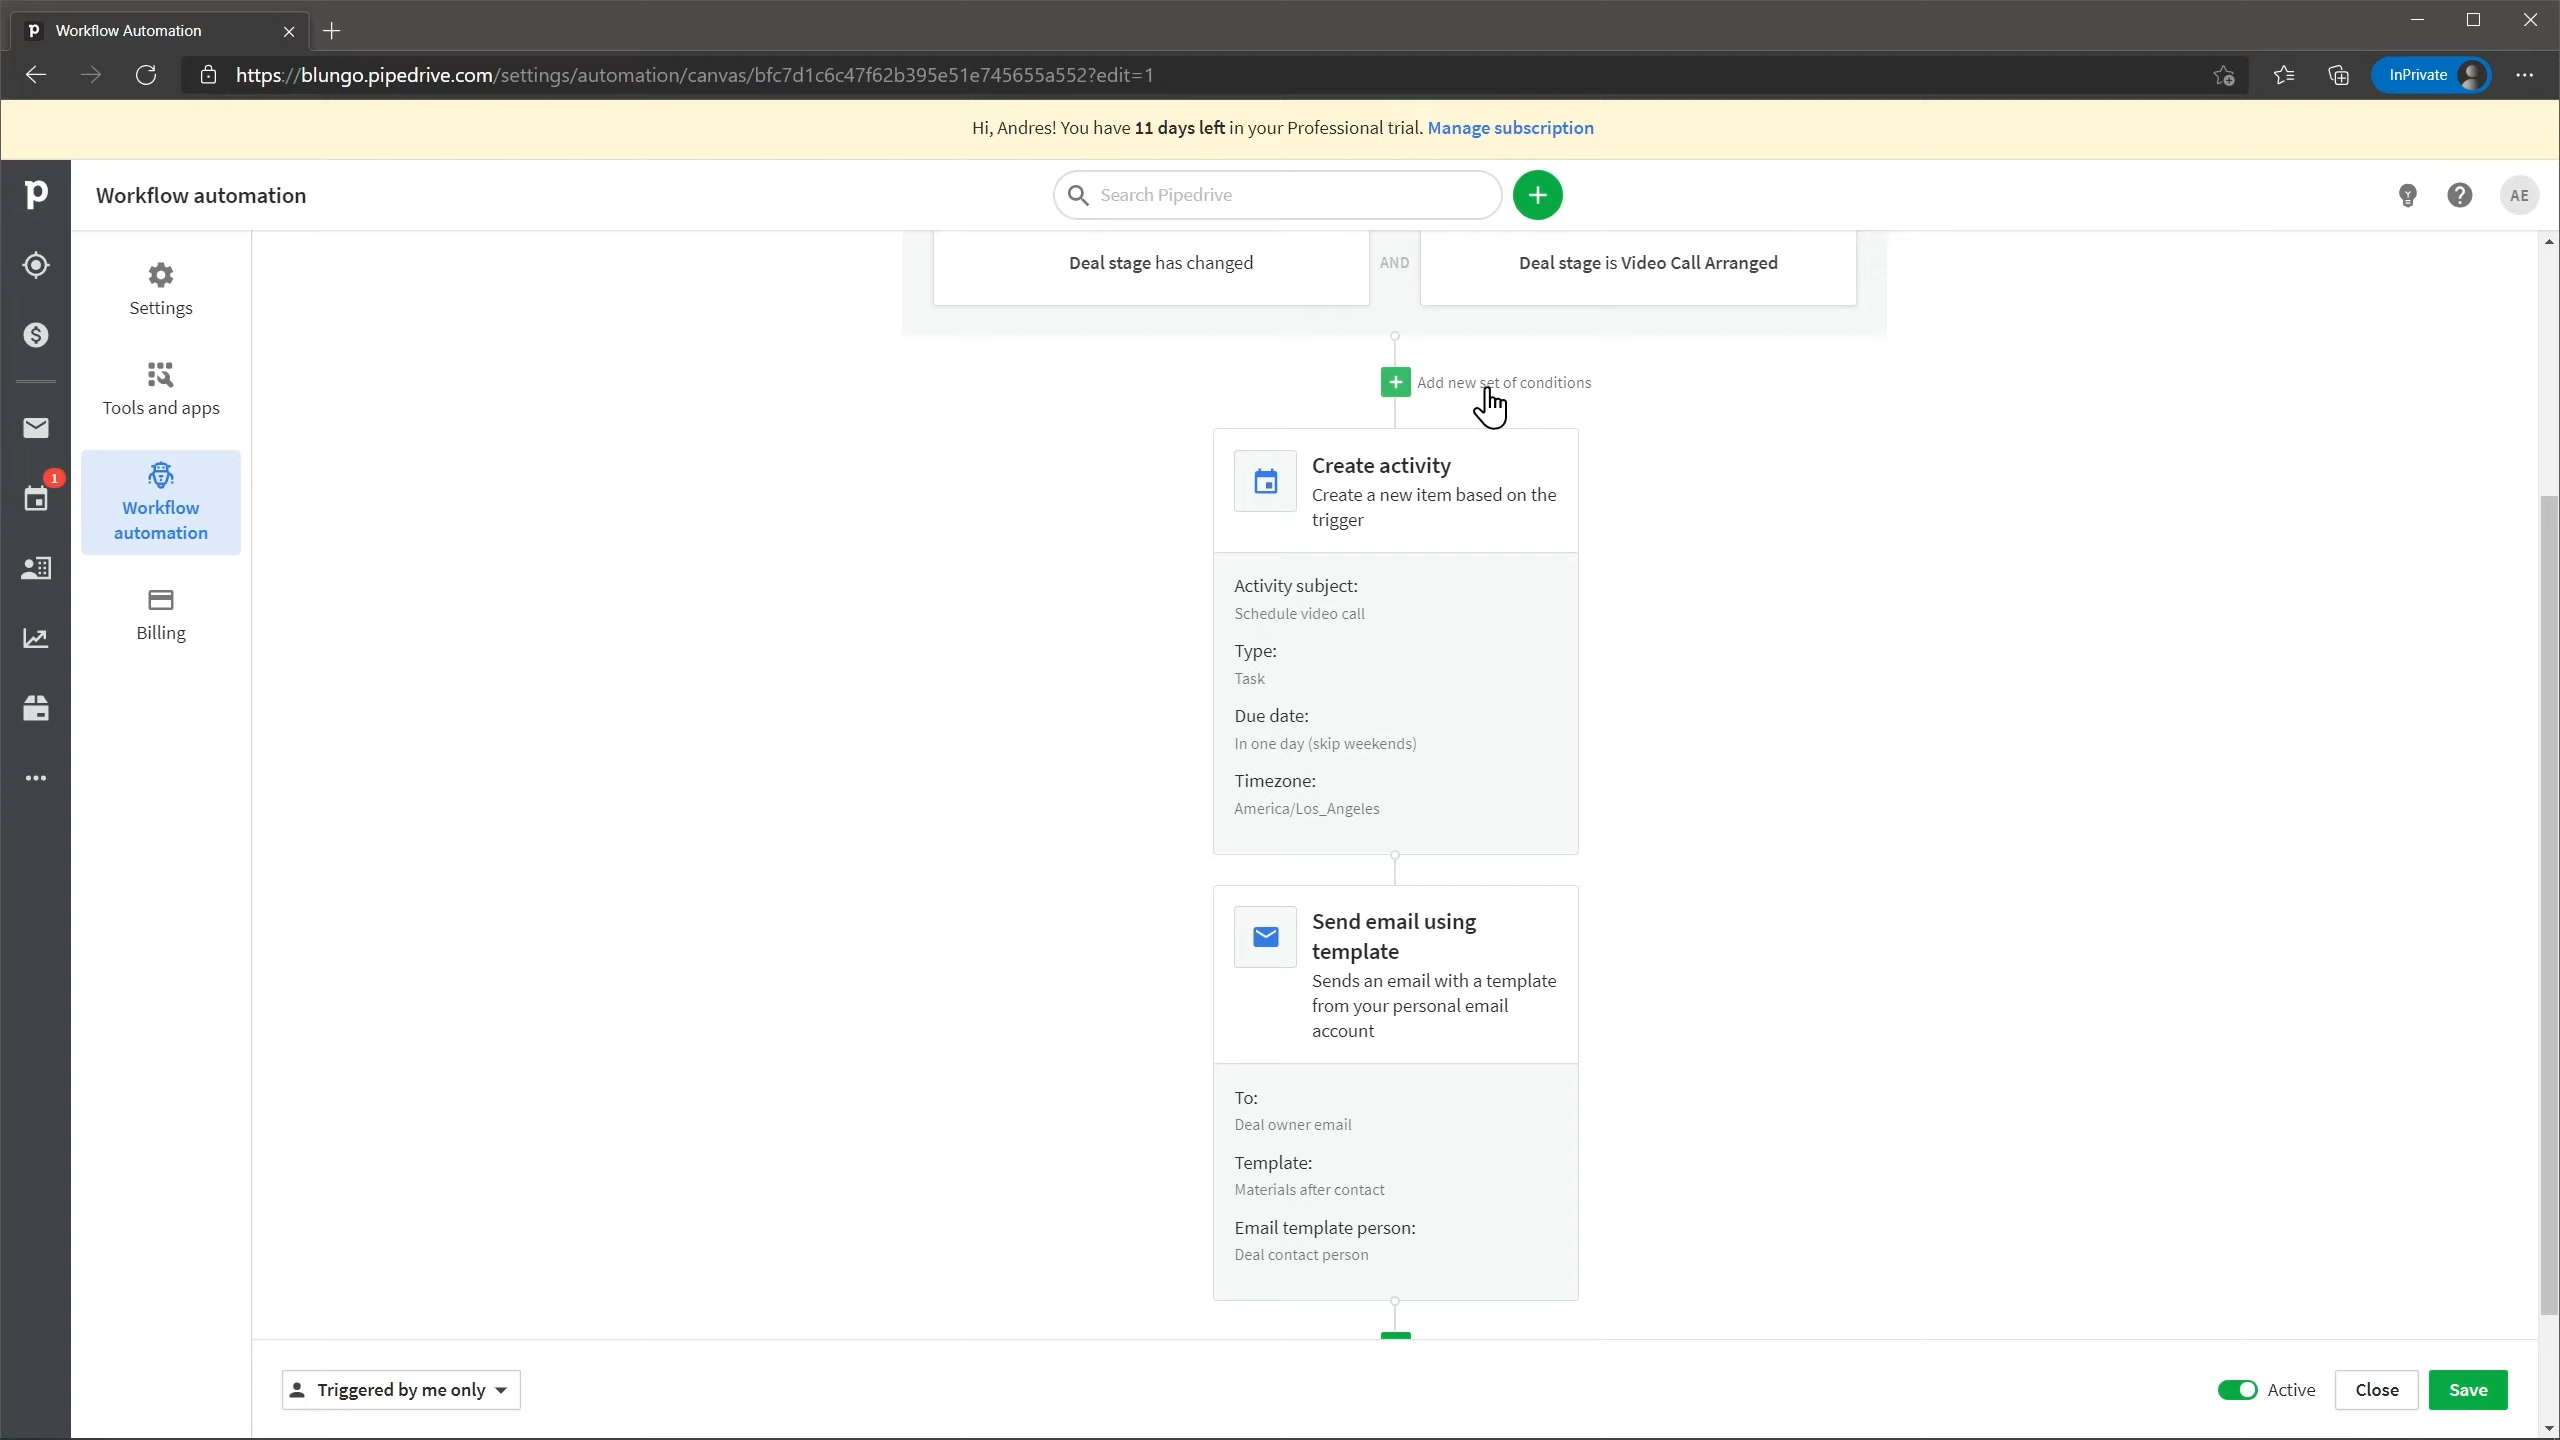 Workflow Automation
https://blungo.pipedrive.com/settings/automation/canvas/bfc7d1c6c47f62b395e51e745655a552?edit=1
InPrivate
Hi, Andres! You have 11 days left in your Professional trial. Manage subscription
p
Workflow automation
Search Pipedrive
AE
Settings
Tools and apps
1
Workflow
automation
Billing
Deal stage has changed
AND
Deal stage is Video Call Arranged
Add new set of conditions
Create activity
Create a new item based on the
trigger
Activity subject:
Schedule video call
Type:
Task
Due date:
In one day (skip weekends)
Timezone:
America/Los_Angeles
Send email using
template
Sends an email with a template
from your personal email
account
To:
Deal owner email
Template:
Materials after contact
Email template person:
Deal contact person
Triggered by me only
Active
Close
Save